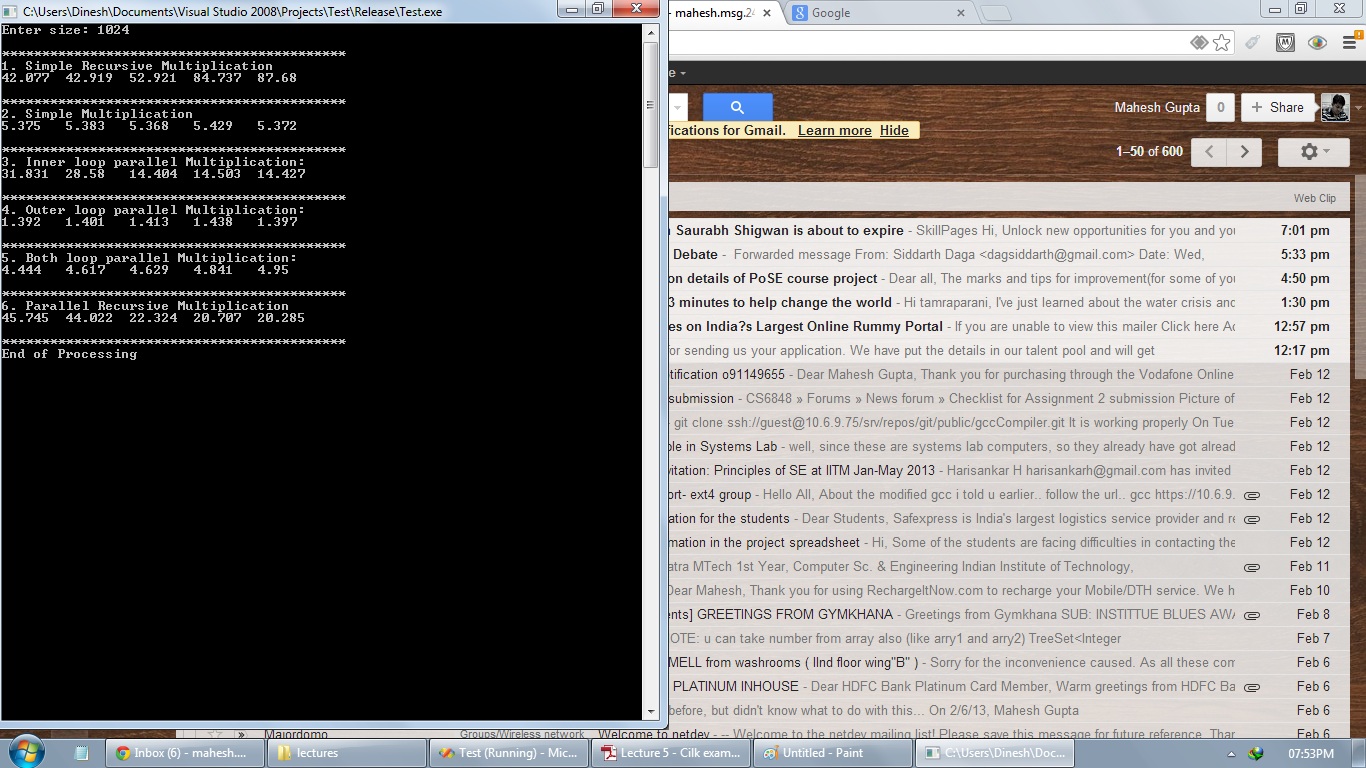 C:\Users\Dinesh\Documents\Visual Studio 2008\Projects\Test\Release\Test.exe
Enter size: 1024
*******************************************
1. Simple Recursive Multiplication
42.077 42.919 52.921 84.737 87.68
*******************************************
2. Simple Multiplication
5.375 5.383 5.368 5.429 5.372
*******************************************
3. Inner loop parallel Multiplication:
31.831 28.58 14.404 14.503 14.427
*******************************************
4. Outer loop parallel Multiplication:
1.392 1.401 1.413 1.438 1.397
*******************************************
5. Both loop parallel Multiplication:
4.444 4.617 4.629 4.841 4.95
*******************************************
6. Parallel Recursive Multiplication
45.745 44.022 22.324 20.707 20.285
*******************************************
End of Processing
- mahesh.msg.24
Google
Mahesh Gupta 0 + Share
fications for Gmail. Learn more Hide
1–50 of 600
Web Clip
Saurabh Shigwan is about to expire - SkillPages Hi, Unlock new opportunities for you and you 7:01 pm
Debate - Forwarded message From: Siddarth Daga <dagsiddarth@gmail.com> Date: Wed, 5:33 pm
on details of PoSE course project - Dear all, The marks and tips for improvement(for some of you 4:50 pm
3 minutes to help change the world - Hi tamraparani, I've just learned about the water crisis and 1:30 pm
es on India?s Largest Online Rummy Portal - If you are unable to view this mailer Click here Ad 12:57 pm
for sending us your application. We have put the details in our talent pool and will get 12:17 pm
tification o91149655 - Dear Mahesh Gupta, Thank you for purchasing through the Vodafone Online Feb 12
submission - CS6848 » Forums » News forum » Checklist for Assignment 2 submission Picture of Feb 12
- git clone ssh://guest@10.6.9.75/srv/repos/git/public/gccCompiler.git It is working properly On Tue Feb 12
ole in Systems Lab - well, since these are systems lab computers, so they already have got alread Feb 12
vitation: Principles of SE at IITM Jan-May 2013 - Harisankar H harisankarh@gmail.com has invited Feb 12
ort- ext4 group - Hello All, About the modified gcc i told u earlier.. follow the url.. gcc https://10.6.9. Feb 12
ation for the students - Dear Students, Safexpress is India's largest logistics service provider and re Feb 12
mation in the project spreadsheet - Hi, Some of the students are facing difficulties in contacting the Feb 12
atra MTech 1st Year, Computer Sc. & Engineering Indian Institute of Technology, Feb 11
Dear Mahesh, Thank you for using RechargeItNow.com to recharge your Mobile/DTH service. We h Feb 10
ents] GREETINGS FROM GYMKHANA - Greetings from Gymkhana SUB: INSTITTUE BLUES AWA Feb 8
OTE: u can take number from array also (like arry1 and arry2) TreeSet<Integer Feb 7
MELL from washrooms ( IInd floor wing"B" ) - Sorry for the inconvenience caused. As all these com Feb 6
PLATINUM INHOUSE - Dear HDFC Bank Platinum Card Member, Warm greetings from HDFC Ba Feb 6
before, but didn't know what to do with this... On 2/6/13, Mahesh Gupta Feb 6
Majordomo Groups/Wireless network Welcome to netdev - -- Welcome to the netdev mailing list! Please save this message for future reference. Than Feb 6
Inbox (6) - mahesh....
lectures
Test (Running) - Mic...
Lecture 5 - Cilk exam...
Untitled - Paint
C:\Users\Dinesh\Doc...
07:53PM